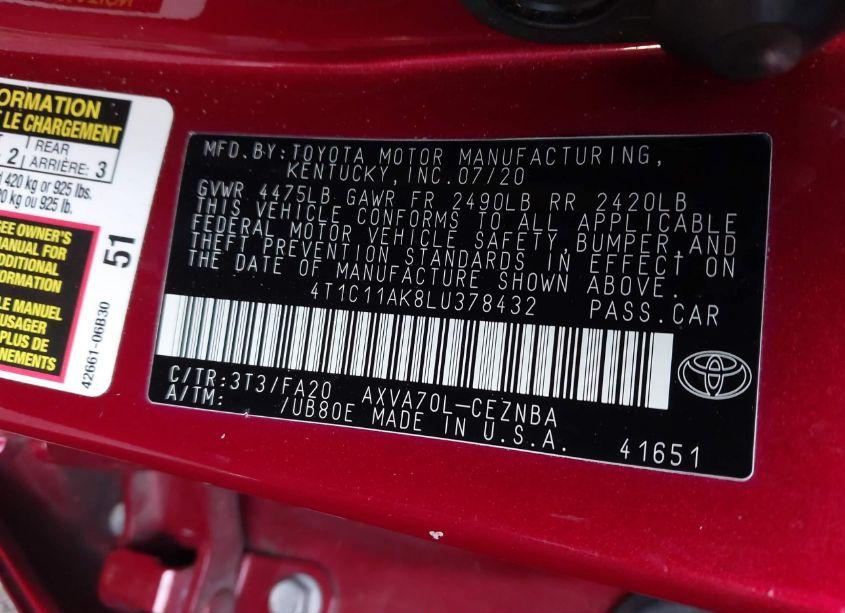 ORMATION
LE CHARGEMENT
2 | REAR
ARRIÈRE: 3
420 kg or 925 lbs.
0 kg ou 925 lb.
SEE OWNER'S
MANUAL FOR
ADDITIONAL
FORMATION
LE MANUEL
USAGER
PLUS DE
NEMENTS
51
42661-06B30
MFD.BY:TOYOTA MOTOR MANUFACTURING,
KENTUCKY, INC.07/20
GVWR 4475LB GAWR FR 2490LB RR 2420LB
THIS VEHICLE CONFORMS TO ALL APPLICABLE
FEDERAL MOTOR VEHICLE SAFETY, BUMPER, AND
THEFT PREVENTION STANDARDS IN EFFECT ON
THE DATE OF MANUFACTURE SHOWN ABOVE.
4T1C11AK8LU378432 PASS.CAR
C/TR:3T3/FA20 AXVA70L-CEZNBA
A/TM: /UB80E MADE IN U.S.A.
41651